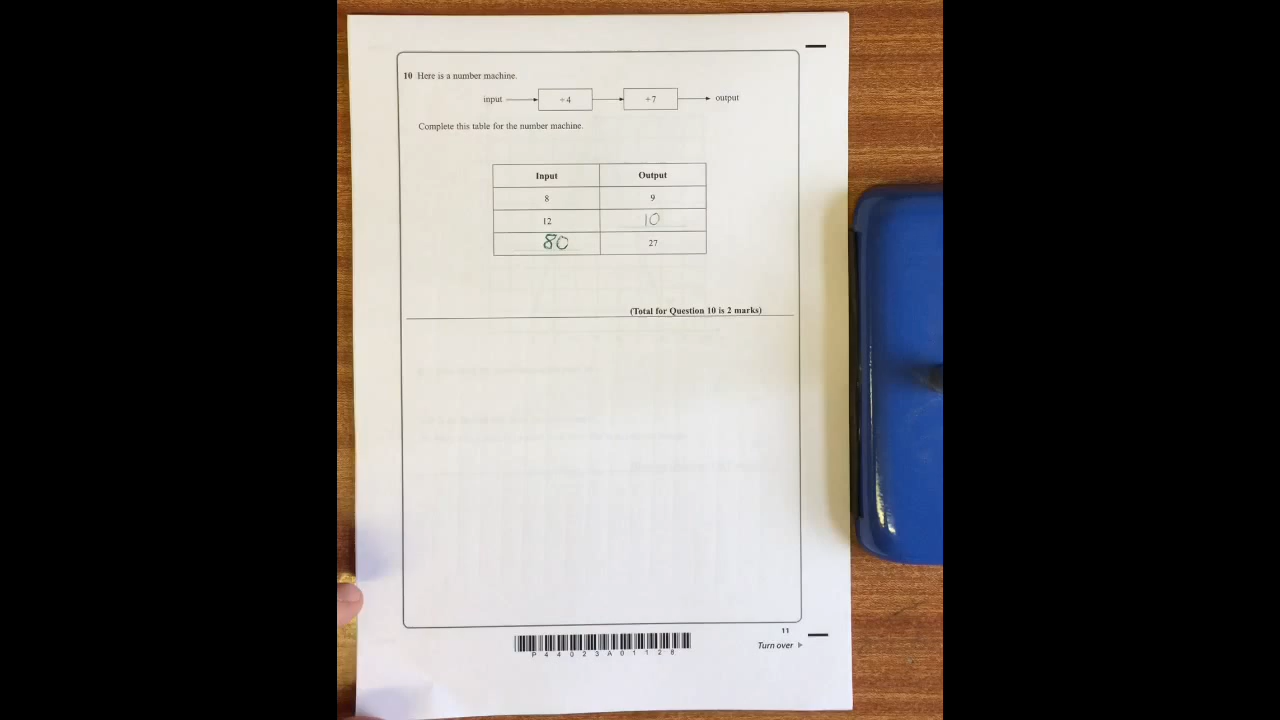 10 Here is a number machine.
input ÷ 4 + 7 output
Complete this table for the number machine.
Input Output
8 9
12 10
80 27
(Total for Question 10 is 2 marks)
11
P44023A01128
Turn over